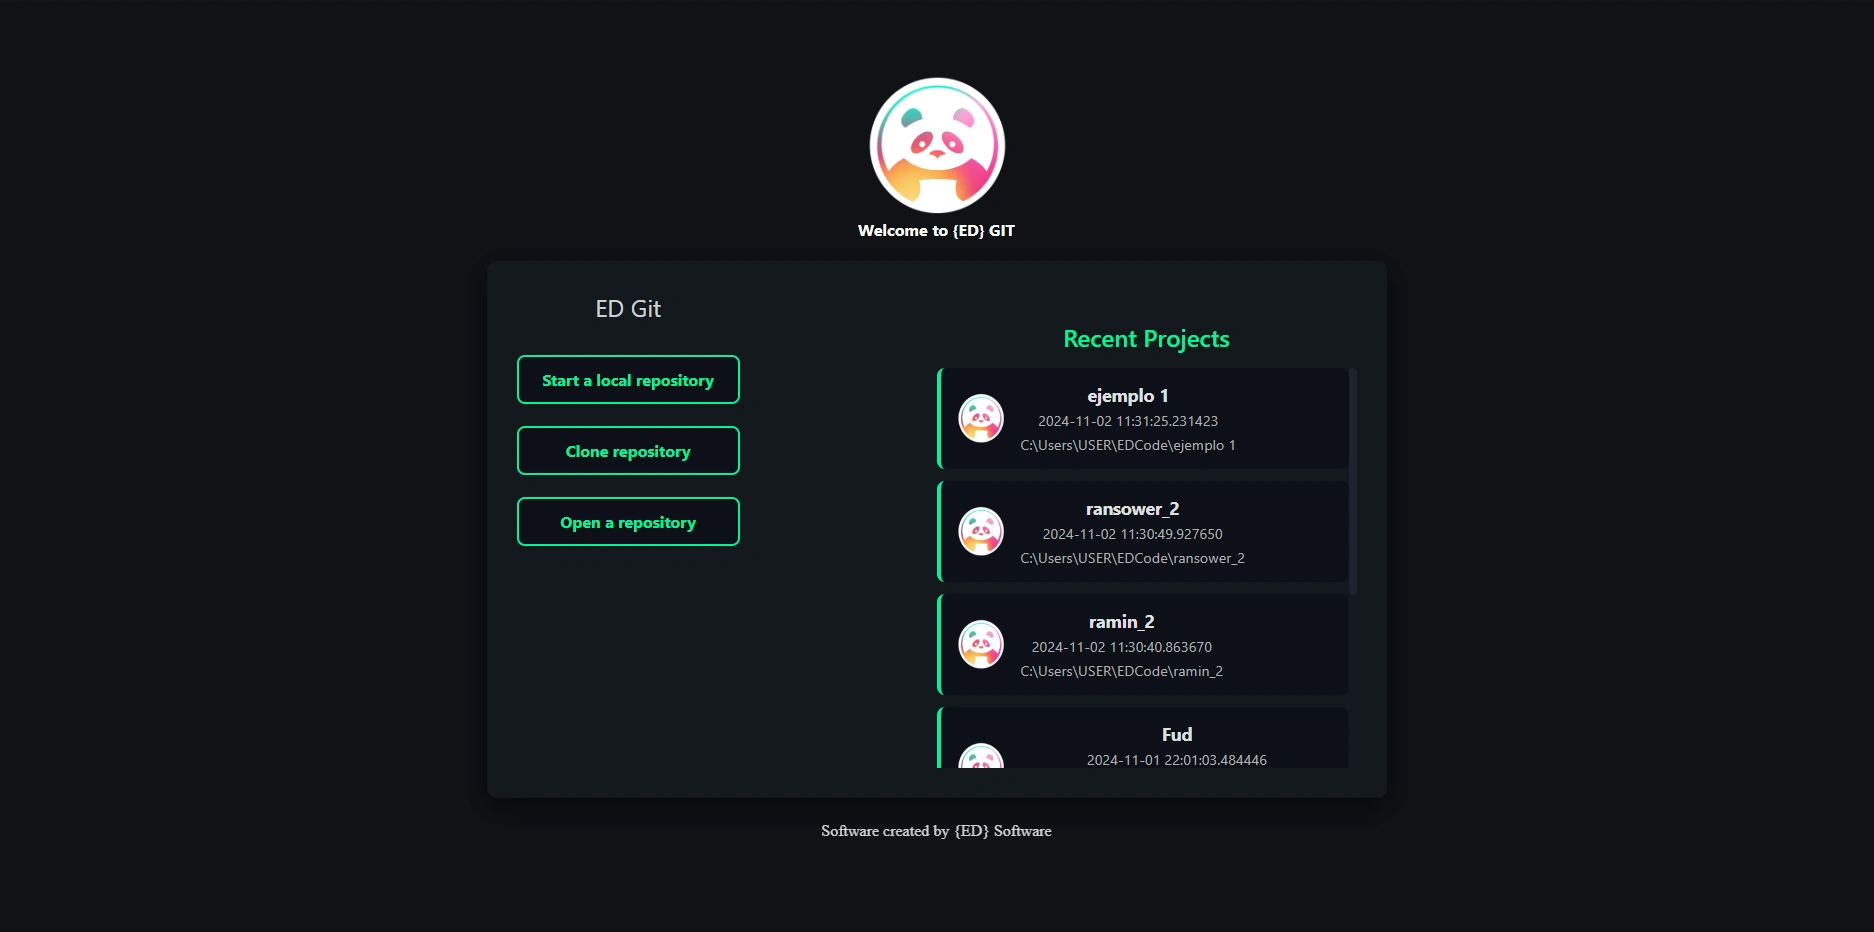 Welcome to {ED} GIT
ED Git
Start a local repository
Clone repository
Open a repository
Recent Projects
ejemplo 1
2024-11-02 11:31:25.231423
C:\Users\USER\EDCode\ejemplo 1
ransower_2
2024-11-02 11:30:49.927650
C:\Users\USER\EDCode\ransower_2
ramin_2
2024-11-02 11:30:40.863670
C:\Users\USER\EDCode\ramin_2
Fud
2024-11-01 22:01:03.484446
Software created by {ED} Software